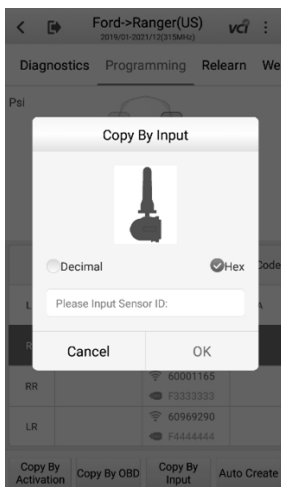 Ford->Ranger(US)
VCI
2019/01-2021/12(315MHz)
Diagnostics Programming Relearn We
Psi
Copy By Input
Decimal Hex
Code
Please Input Sensor ID:
L
R
Cancel OK
60001165
RR
F3333333
60969290
LR
F4444444
Copy By Activation
Copy By OBD
Copy By Input
Auto Create